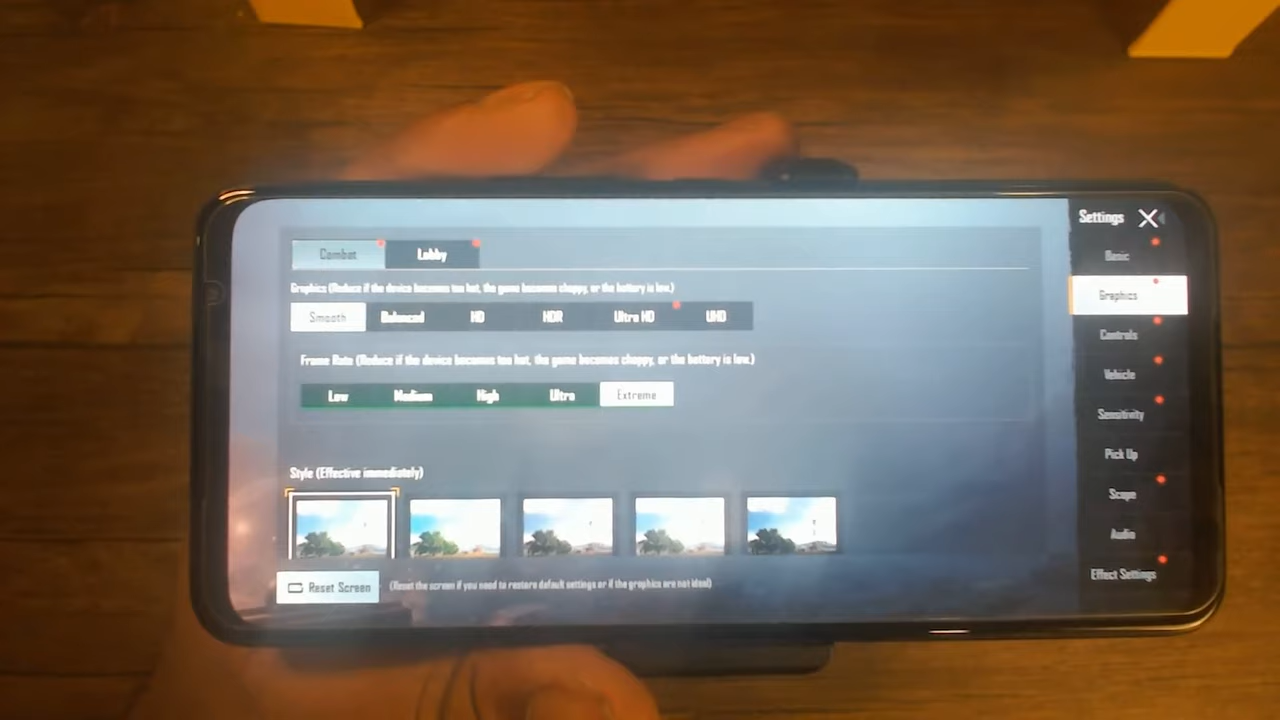 Settings
Combat Lobby
Basic
Graphics (Reduce if the device becomes too hot, the game becomes choppy, or the battery is low.)
Graphics
Smooth Balanced HD HDR Ultra HD UHD
Controls
Frame Rate (Reduce if the device becomes too hot, the game becomes choppy, or the battery is low.)
Vehicle
Low Medium High Ultra Extreme
Sensitivity
Pick Up
Style (Effective immediately)
Scope
Audio
Effect Settings
Reset Screen (Reset the screen if you need to restore default settings or if the graphics are not ideal)